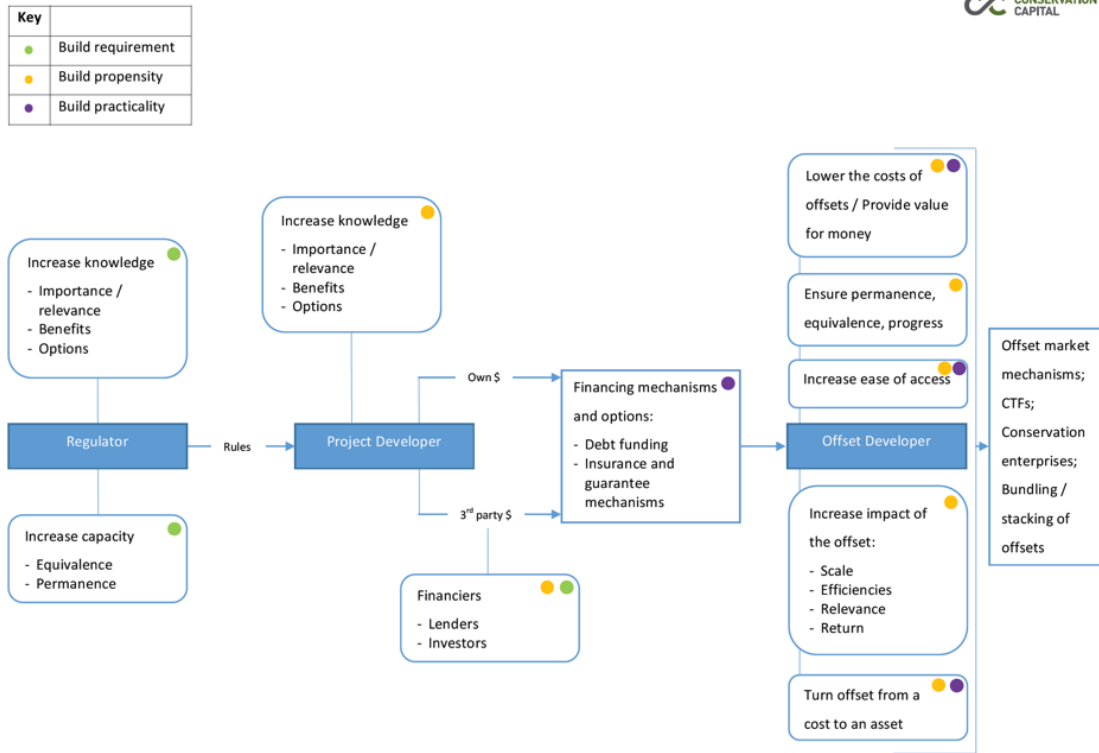 CONSERVATION
CAPITAL
Key
Build requirement
Build propensity
Build practicality
Increase knowledge
- Importance /
relevance
- Benefits
- Options
Regulator
Increase capacity
- Equivalence
- Permanence
Rules
Increase knowledge
- Importance /
relevance
- Benefits
- Options
Project Developer
Own $
3rd party $
Financiers
- Lenders
- Investors
Financing mechanisms
and options:
- Debt funding
- Insurance and
guarantee
mechanisms
Lower the costs of
offsets / Provide value
for money
Ensure permanence,
equivalence, progress
Increase ease of access
Offset Developer
Increase impact of
the offset:
- Scale
- Efficiencies
- Relevance
- Return
Turn offset from a
cost to an asset
Offset market
mechanisms;
CTFs;
Conservation
enterprises;
Bundling /
stacking of
offsets